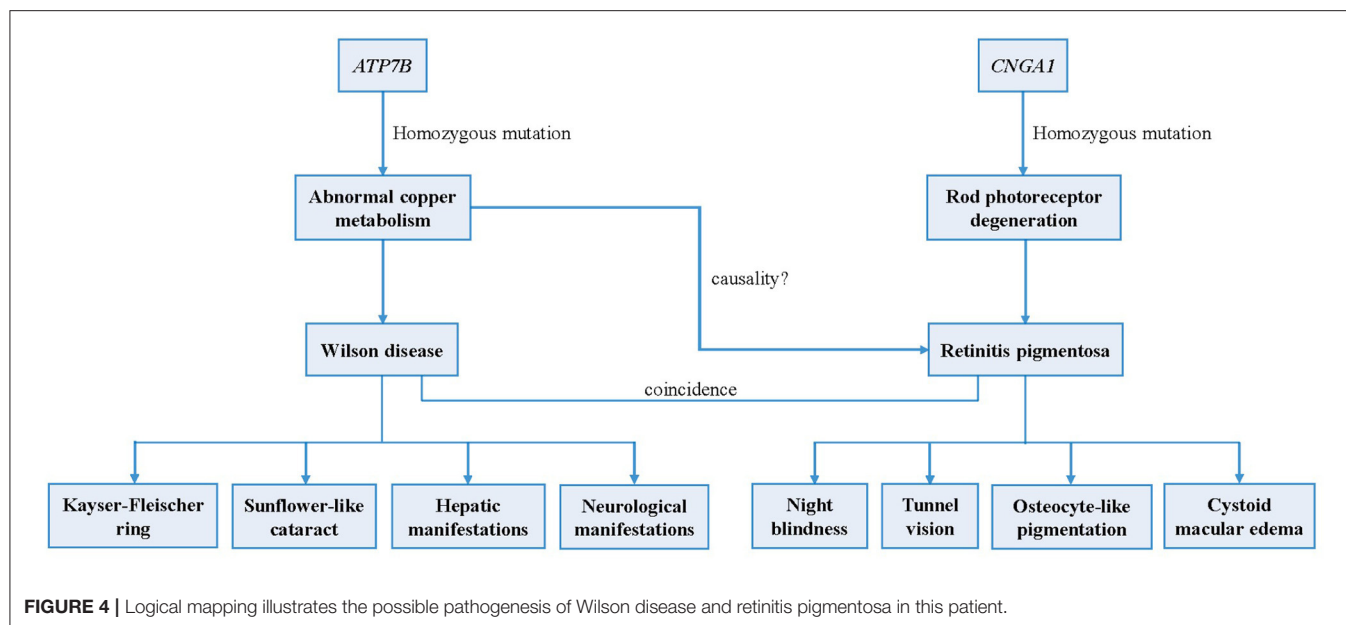 ATP7B
CNGA1
Homozygous mutation
Homozygous mutation
Abnormal copper
metabolism
Rod photoreceptor
degeneration
causality?
Wilson disease
Retinitis pigmentosa
coincidence
Kayser-Fleischer
ring
Sunflower-like
cataract
Hepatic
manifestations
Neurological
manifestations
Night
blindness
Tunnel
vision
Osteocyte-like
pigmentation
Cystoid
macular edema
FIGURE 4 | Logical mapping illustrates the possible pathogenesis of Wilson disease and retinitis pigmentosa in this patient.